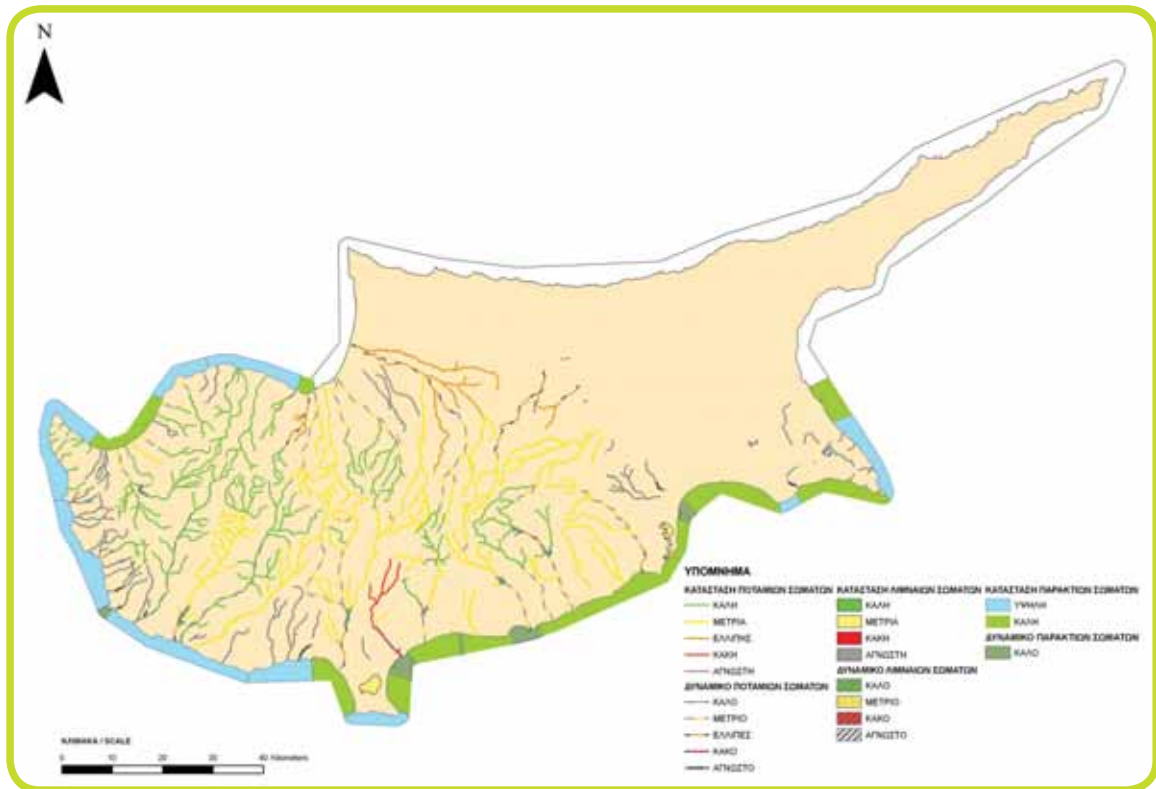 N
ΥΠΟΜΝΗΜΑ
ΚΑΤΑΣΤΑΣΗ ΠΟΤΑΜΙΩΝ ΣΩΜΑΤΩΝ
ΚΑΛΗ
ΜΕΤΡΙΑ
ΕΛΛΙΠΗΣ
ΚΑΚΗ
ΑΓΝΩΣΤΗ
ΔΥΝΑΜΙΚΟ ΠΟΤΑΜΙΩΝ ΣΩΜΑΤΩΝ
ΚΑΛΟ
ΜΕΤΡΙΟ
ΕΛΛΙΠΕΣ
ΚΑΚΟ
ΑΓΝΩΣΤΟ
ΚΑΤΑΣΤΑΣΗ ΛΙΜΝΑΙΩΝ ΣΩΜΑΤΩΝ
ΚΑΛΗ
ΜΕΤΡΙΑ
ΚΑΚΗ
ΑΓΝΩΣΤΗ
ΔΥΝΑΜΙΚΟ ΛΙΜΝΑΙΩΝ ΣΩΜΑΤΩΝ
ΚΑΛΟ
ΜΕΤΡΙΟ
ΚΑΚΟ
ΑΓΝΩΣΤΟ
ΚΑΤΑΣΤΑΣΗ ΠΑΡΑΚΤΙΩΝ ΣΩΜΑΤΩΝ
ΥΨΗΛΗ
ΚΑΛΗ
ΔΥΝΑΜΙΚΟ ΠΑΡΑΚΤΙΩΝ ΣΩΜΑΤΩΝ
ΚΑΛΟ
ΚΛΙΜΑΚΑ / SCALE
0 10 20 30 40 Kilometers